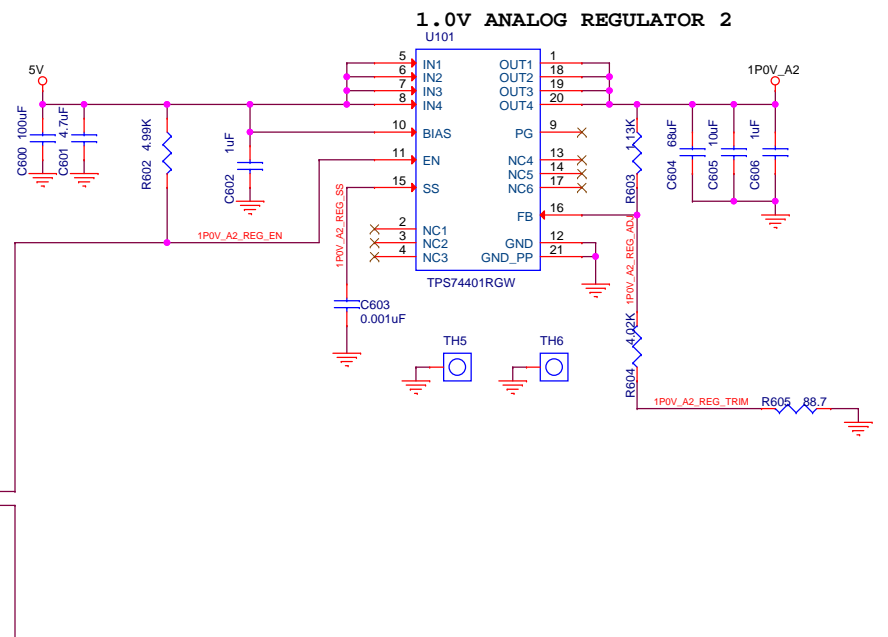 1.0V ANALOG REGULATOR 2
U101
5V
1P0V_A2
5 IN1
6 IN2
7 IN3
8 IN4
10 BIAS
11 EN
15 SS
2 NC1
3 NC2
4 NC3
OUT1 1
OUT2 18
OUT3 19
OUT4 20
PG 9
NC4 13
NC5 14
NC6 17
FB 16
GND 12
GND_PP 21
TPS74401RGW
C600 100uF
C601 4.7uF
R602 4.99K
C602 1uF
1P0V_A2_REG_EN
1P0V_A2_REG_SS
C603
0.001uF
R603 1.13K
C604 68uF
C605 10uF
C606 1uF
1P0V_A2_REG_ADJ
R604 4.02K
1P0V_A2_REG_TRIM
R605 88.7
TH5
TH6